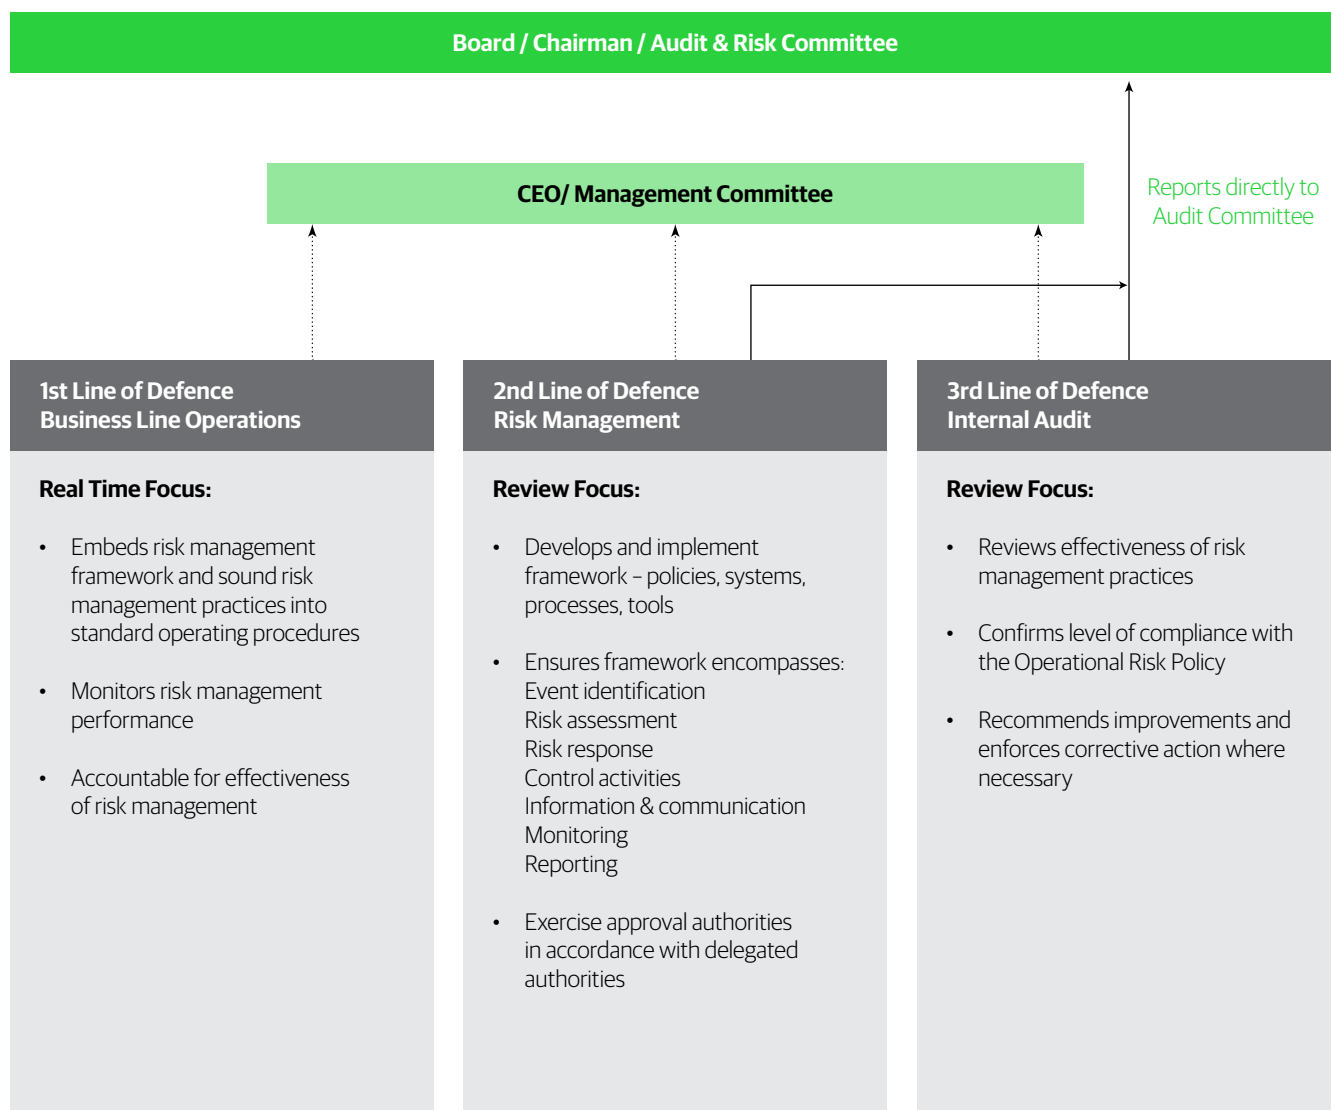 Board / Chairman / Audit & Risk Committee
CEO/ Management Committee
Reports directly to
Audit Committee
1st Line of Defence
Business Line Operations
Real Time Focus:
• Embeds risk management
framework and sound risk
management practices into
standard operating procedures
• Monitors risk management
performance
• Accountable for effectiveness
of risk management
2nd Line of Defence
Risk Management
Review Focus:
• Develops and implement
framework – policies, systems,
processes, tools
• Ensures framework encompasses:
Event identification
Risk assessment
Risk response
Control activities
Information & communication
Monitoring
Reporting
• Exercise approval authorities
in accordance with delegated
authorities
3rd Line of Defence
Internal Audit
Review Focus:
• Reviews effectiveness of risk
management practices
• Confirms level of compliance with
the Operational Risk Policy
• Recommends improvements and
enforces corrective action where
necessary